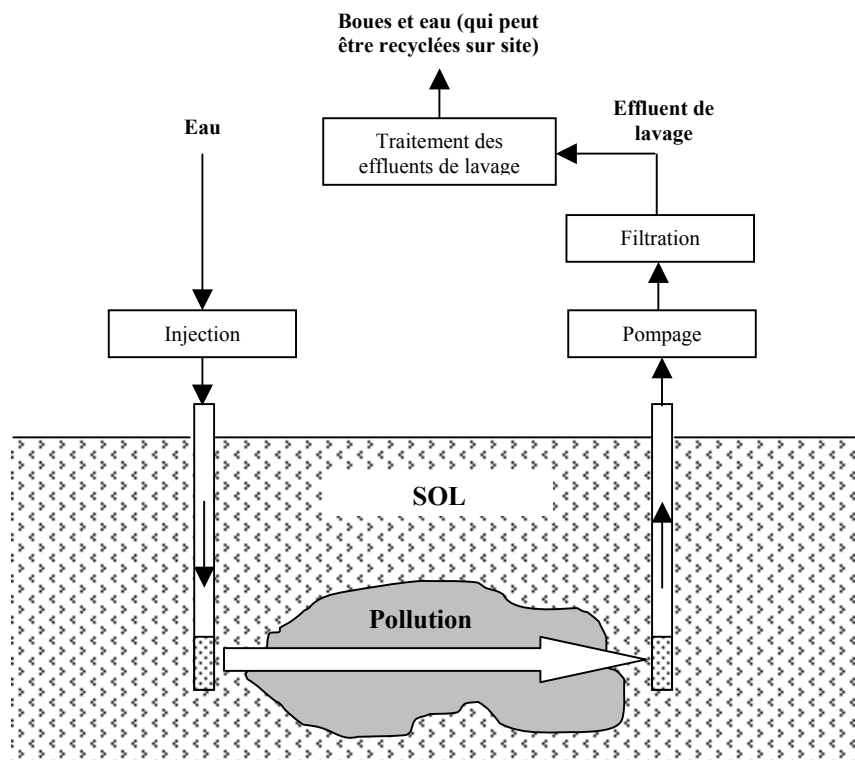 Boues et eau (qui peut
être recyclées sur site)
Eau
Effluent de
lavage
Traitement des
effluents de lavage
Filtration
Injection
Pompage
SOL
Pollution